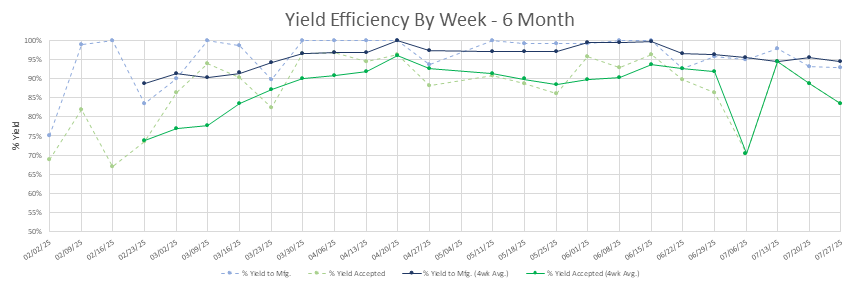 Yield Efficiency By Week - 6 Month
100%
95%
90%
85%
80%
75%
70%
65%
60%
55%
50%
% Yield
02/02/25 02/09/25 02/16/25 02/23/25 03/02/25 03/09/25 03/16/25 03/23/25 03/30/25 04/06/25 04/13/25 04/20/25 04/27/25 05/04/25 05/11/25 05/18/25 05/25/25 06/01/25 06/08/25 06/15/25 06/22/25 06/29/25 07/06/25 07/13/25 07/20/25 07/27/25
% Yield to Mfg. % Yield Accepted % Yield to Mfg. (4wk Avg.) % Yield Accepted (4wk Avg.)